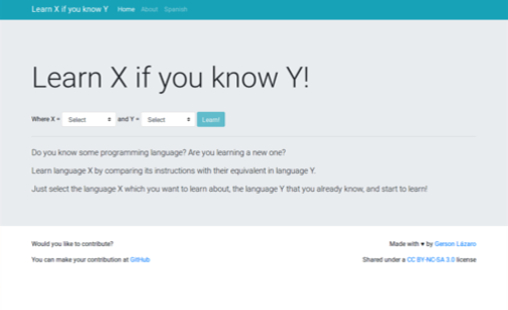 Learn X if you know Y Home About Spanish
Learn X if you know Y!
Where X = Select and Y = Select Learn!
Do you know some programming language? Are you learning a new one?
Learn language X by comparing its instructions with their equivalent in language Y.
Just select the language X which you want to learn about, the language Y that you already know, and start to learn!
Would you like to contribute? Made with ♥ by Gerson Lázaro
You can make your contribution at GitHub Shared under a CC BY-NC-SA 3.0 license